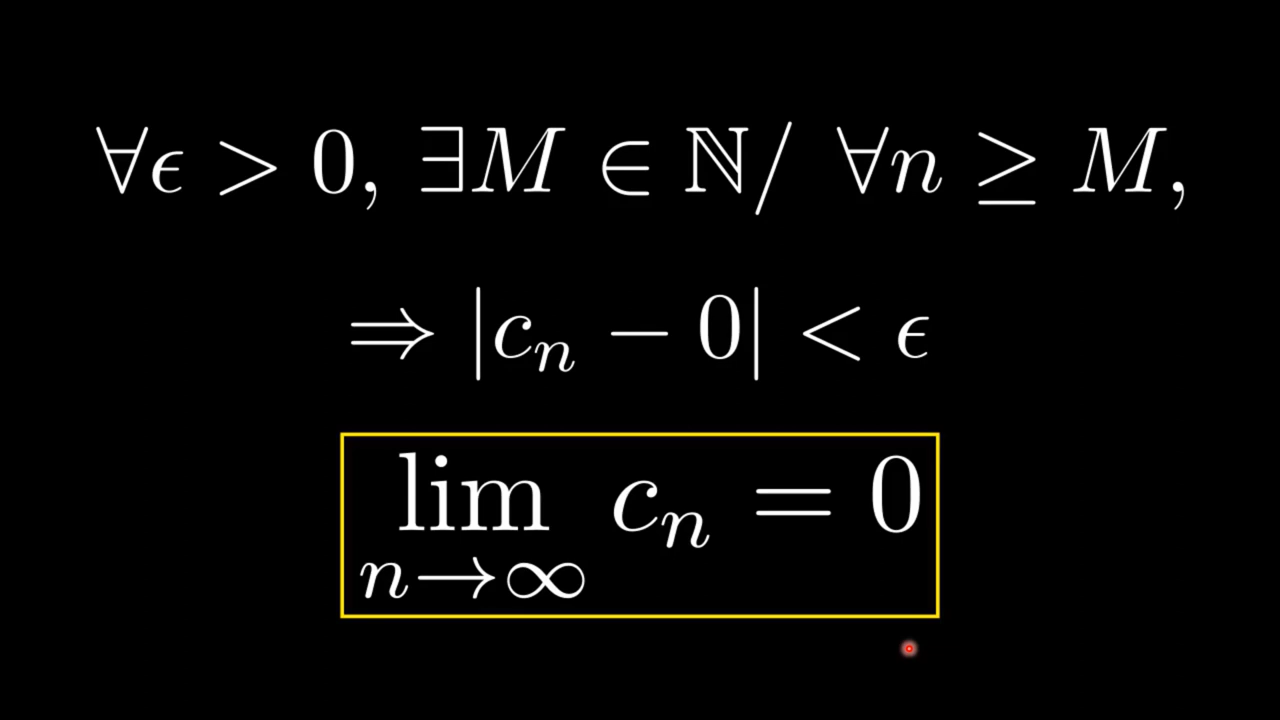 ∀ϵ > 0, ∃M ∈ ℕ/ ∀n ≥ M,
⇒ |cₙ − 0| < ϵ
lim cₙ = 0
n→∞